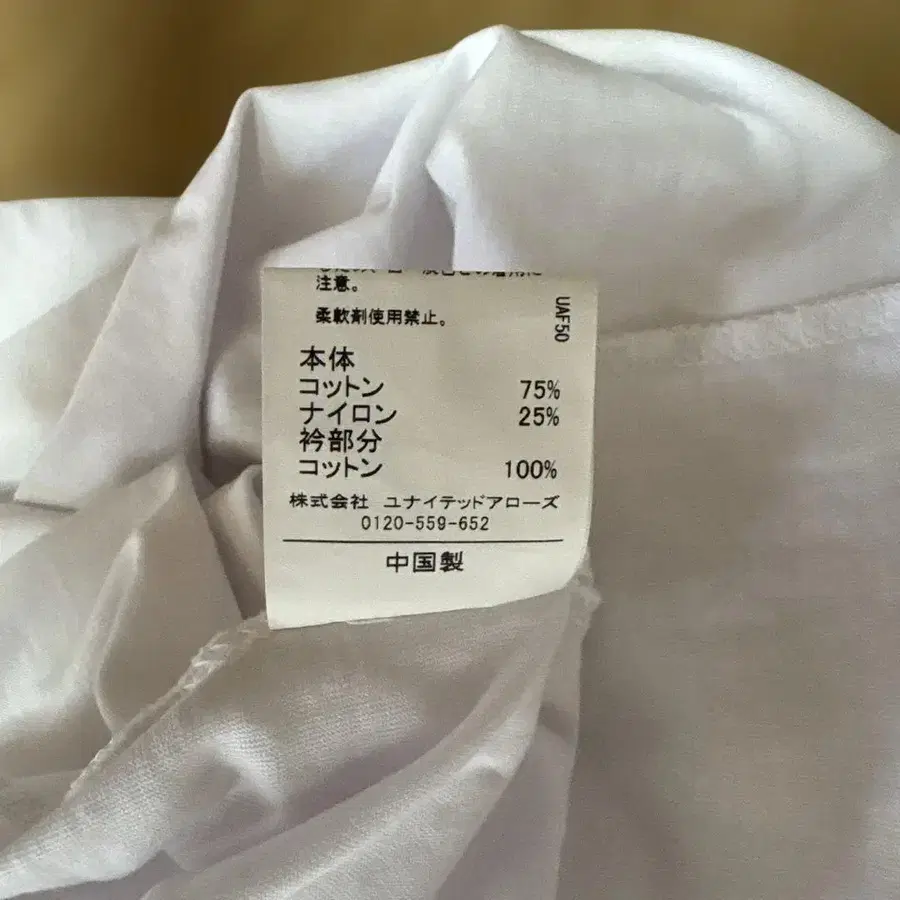 注意。
柔軟剤使用禁止。
UAF50
本体
コットン 75%
ナイロン 25%
衿部分
コットン 100%
株式会社 ユナイテッドアローズ
0120-559-652
中国製